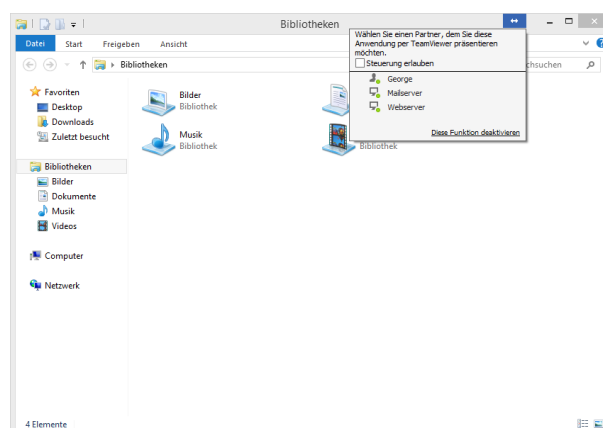 Bibliotheken
Datei Start Freigeben Ansicht
Wählen Sie einen Partner, dem Sie diese
Anwendung per TeamViewer präsentieren
möchten.
Steuerung erlauben
George
Mailserver
Webserver
Diese Funktion deaktivieren
Bibliotheken
chsuchen
Favoriten
Desktop
Downloads
Zuletzt besucht
Bibliotheken
Bilder
Dokumente
Musik
Videos
Computer
Netzwerk
Bilder
Bibliothek
Musik
Bibliothek
Bibliothek
4 Elemente